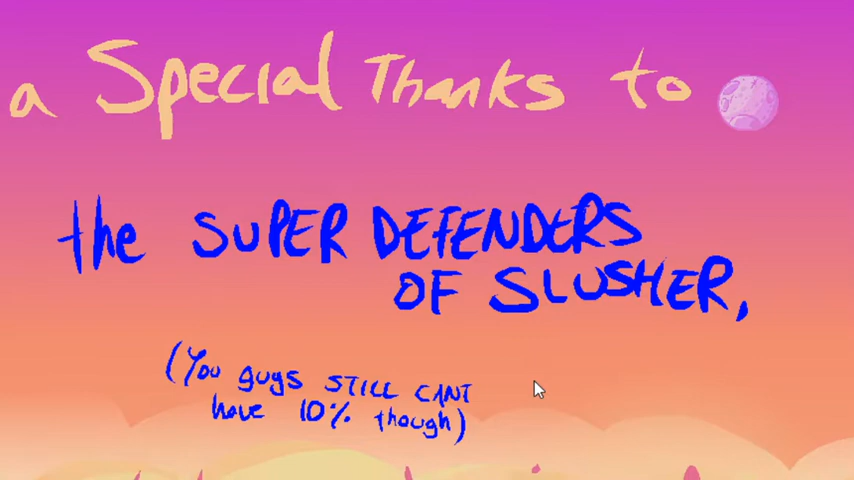 a Special Thanks to
the SUPER DEFENDERS
OF SLUSHER,
(You guys STILL CANT
have 10% though)